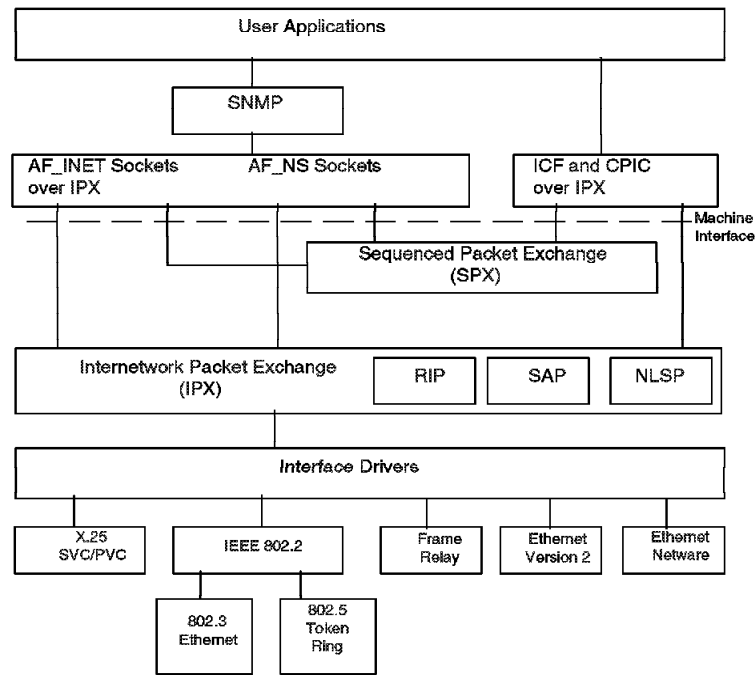 User Applications
SNMP
AF_INET Sockets
over IPX
AF_NS Sockets
ICF and CPIC
over IPX
Machine
Interface
Sequenced Packet Exchange
(SPX)
Internetwork Packet Exchange
(IPX)
RIP
SAP
NLSP
Interface Drivers
X.25
SVC/PVC
IEEE 802.2
Frame
Relay
Ethernet
Version 2
Ethernet
Netware
802.3
Ethernet
802.5
Token
Ring